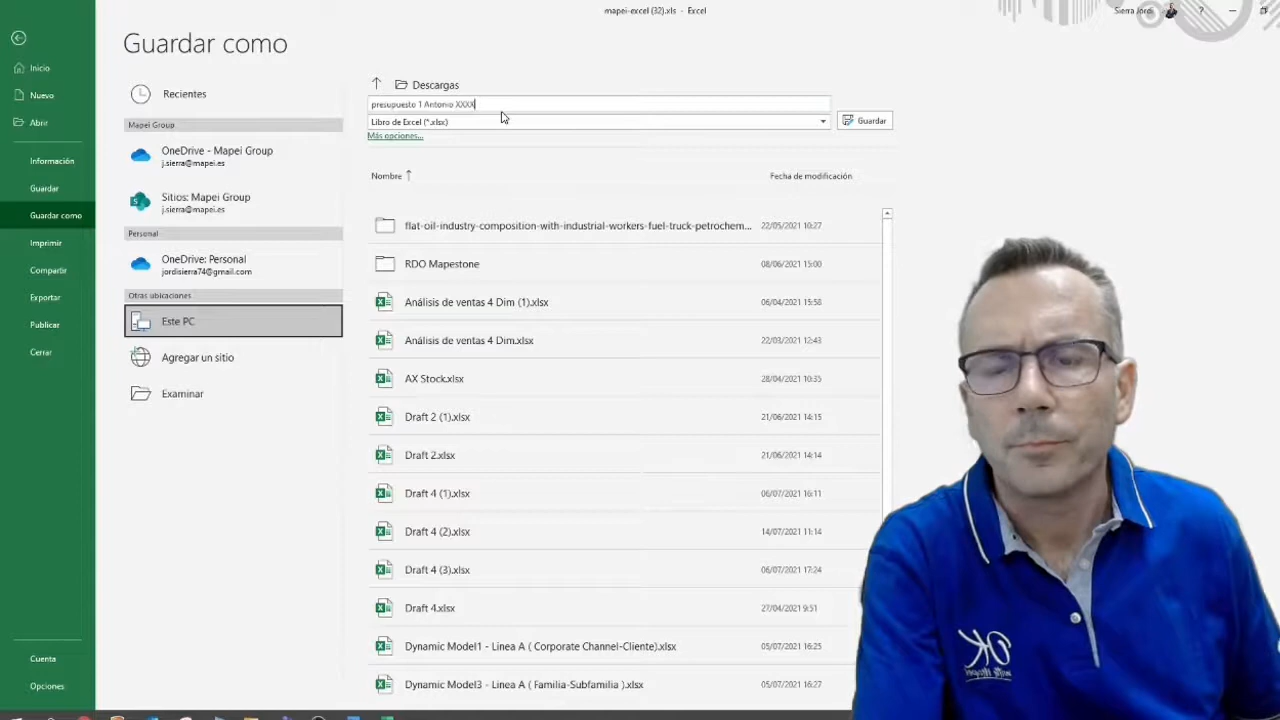 mapei-excel (32).xls - Excel
Sierra Jordi
?
Guardar como
Inicio
Nuevo
Abrir
Información
Guardar
Guardar como
Imprimir
Compartir
Exportar
Publicar
Cerrar
Cuenta
Opciones
Recientes
Mapei Group
OneDrive - Mapei Group
j.sierra@mapei.es
Sitios: Mapei Group
j.sierra@mapei.es
Personal
OneDrive: Personal
jordisierra74@gmail.com
Otras ubicaciones
Este PC
Agregar un sitio
Examinar
Descargas
presupuesto 1 Antonio XXXX
Libro de Excel (*.xlsx)
Guardar
Más opciones...
Nombre Fecha de modificación
flat-oil-industry-composition-with-industrial-workers-fuel-truck-petrochem... 22/05/2021 10:27
RDO Mapestone 08/06/2021 15:00
Análisis de ventas 4 Dim (1).xlsx 06/04/2021 15:58
Análisis de ventas 4 Dim.xlsx 22/03/2021 12:43
AX Stock.xlsx 28/04/2021 10:35
Draft 2 (1).xlsx 21/06/2021 14:15
Draft 2.xlsx 21/06/2021 14:14
Draft 4 (1).xlsx 06/07/2021 16:11
Draft 4 (2).xlsx 14/07/2021 11:14
Draft 4 (3).xlsx 06/07/2021 17:24
Draft 4.xlsx 27/04/2021 9:51
Dynamic Model1 - Linea A ( Corporate Channel-Cliente).xlsx 05/07/2021 16:25
Dynamic Model3 - Linea A ( Familia-Subfamilia ).xlsx 05/07/2021 16:27
OK